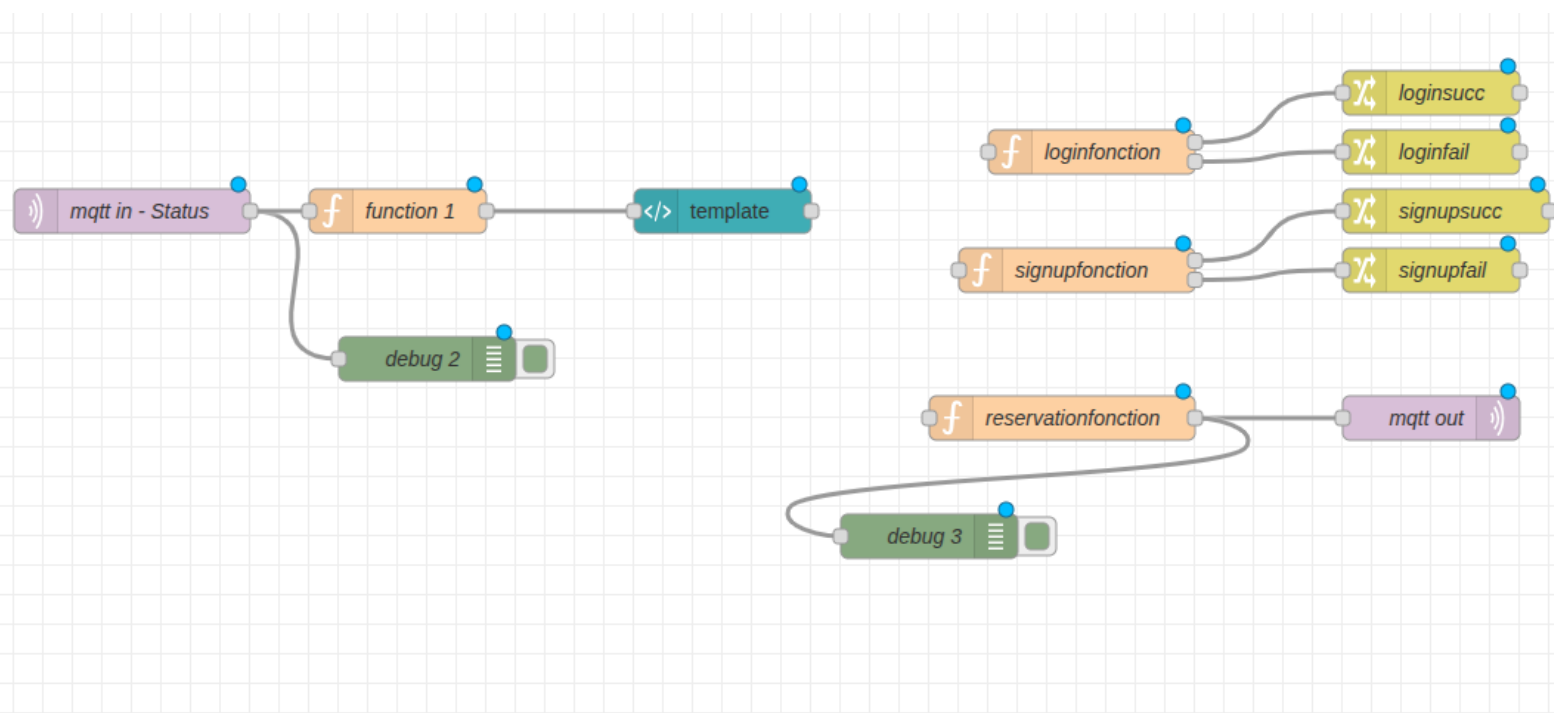 loginsucc
loginfonction
loginfail
mqtt in - Status
function 1
template
signupsucc
signupfonction
signupfail
debug 2
reservationfonction
mqtt out
debug 3